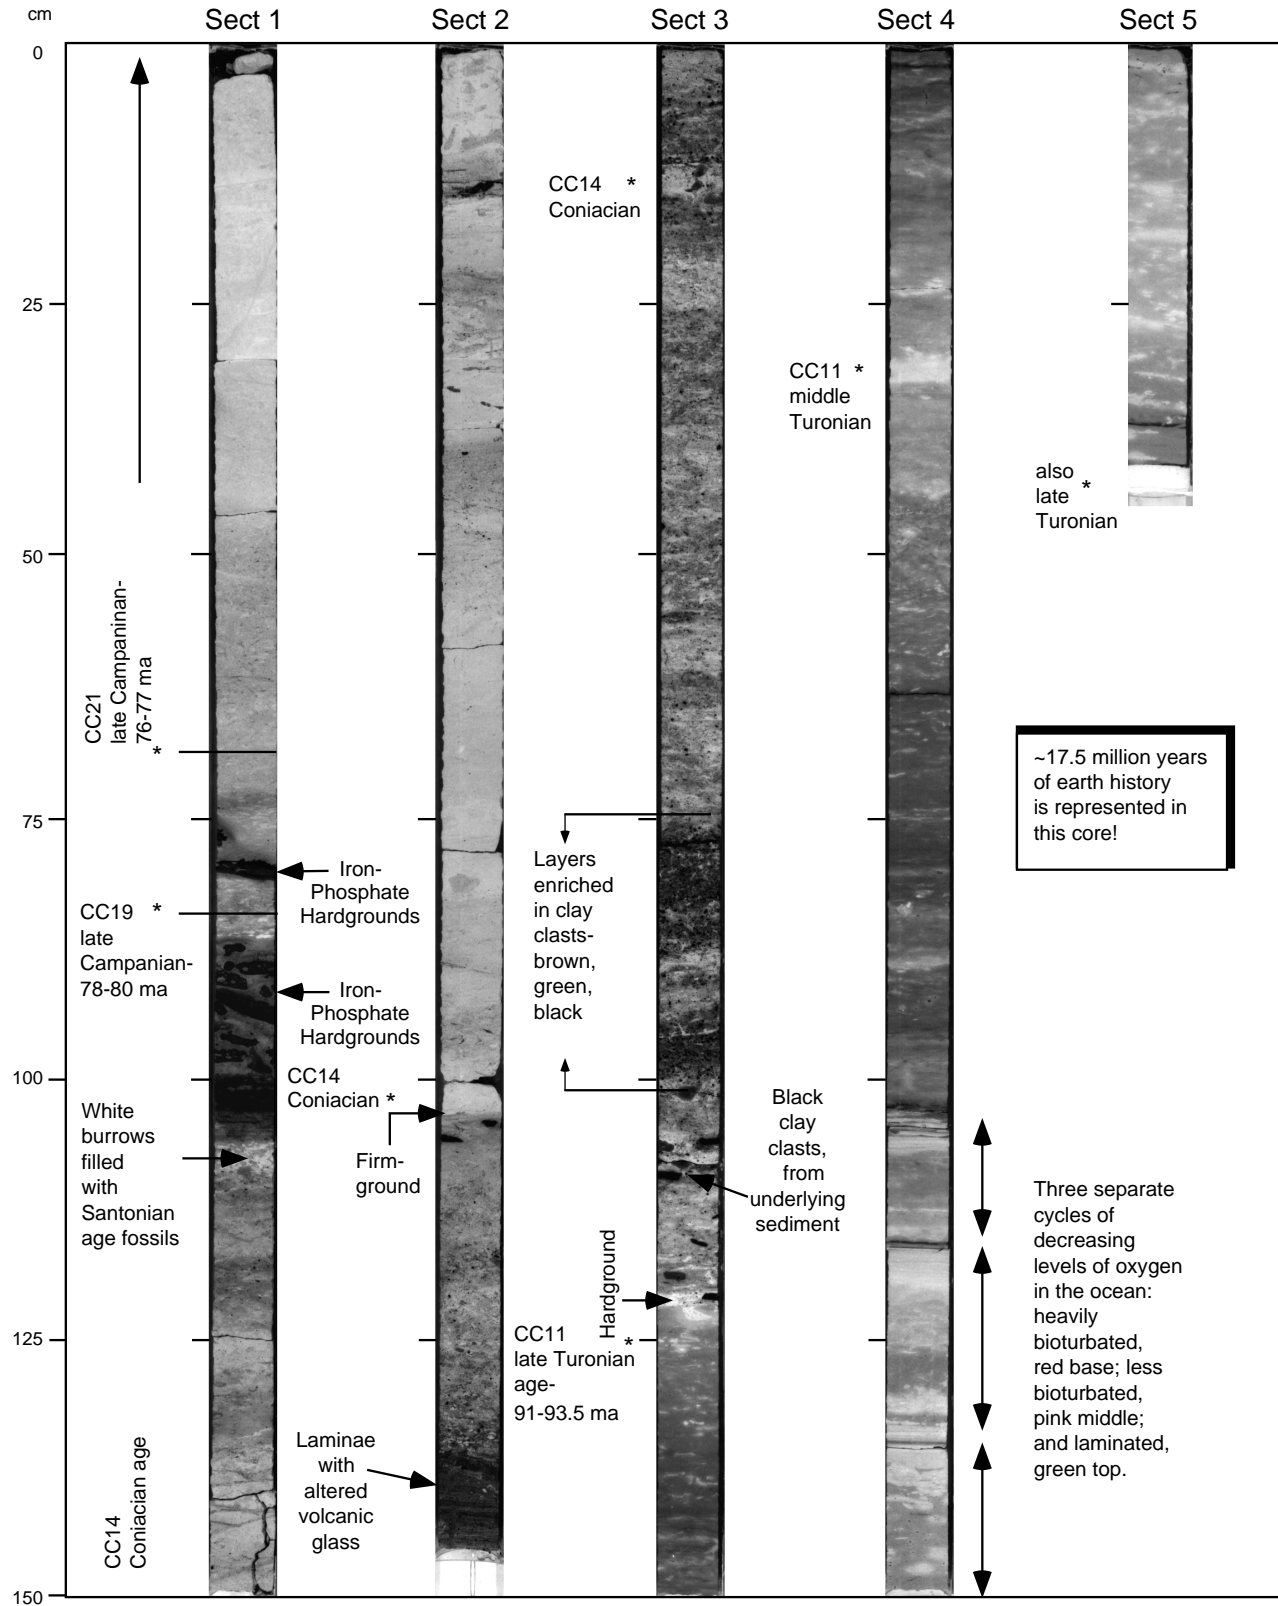 cm
Sect 1
Sect 2
Sect 3
Sect 4
Sect 5
0
25
50
75
100
125
150
CC21
late Campaninan-
76-77 ma
*
Iron-
Phosphate
Hardgrounds
CC19 *
late
Campanian-
78-80 ma
Iron-
Phosphate
Hardgrounds
White
burrows
filled
with
Santonian
age fossils
CC14
Coniacian age
CC14
Coniacian *
Firm-
ground
Laminae
with
altered
volcanic
glass
CC14 *
Coniacian
Layers
enriched
in clay
clasts-
brown,
green,
black
Black
clay
clasts,
from
underlying
sediment
Hardground
CC11 *
late Turonian
age-
91-93.5 ma
CC11 *
middle
Turonian
also
late *
Turonian
~17.5 million years
of earth history
is represented in
this core!
Three separate
cycles of
decreasing
levels of oxygen
in the ocean:
heavily
bioturbated,
red base; less
bioturbated,
pink middle;
and laminated,
green top.